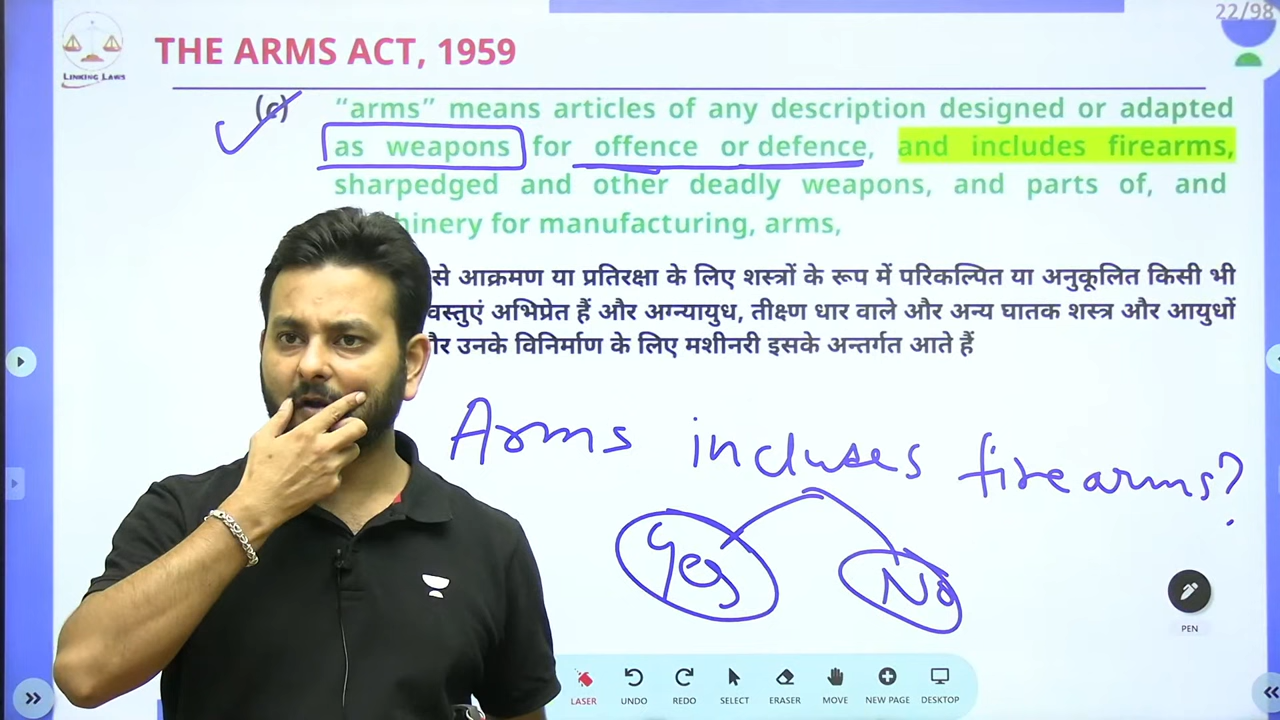 22/98
LINKING LAWS
THE ARMS ACT, 1959
(c) "arms" means articles of any description designed or adapted
as weapons for offence or defence, and includes firearms,
sharpedged and other deadly weapons, and parts of, and
hinery for manufacturing, arms,
से आक्रमण या प्रतिरक्षा के लिए शस्त्रों के रूप में परिकल्पित या अनुकूलित किसी भी
वस्तुएं अभिप्रेत हैं और अग्न्यायुध, तीक्ष्ण धार वाले और अन्य घातक शस्त्र और आयुधों
और उनके विनिर्माण के लिए मशीनरी इसके अन्तर्गत आते हैं
Arms includes firearms?
Yes No
PEN
LASER UNDO REDO SELECT ERASER MOVE NEW PAGE DESKTOP